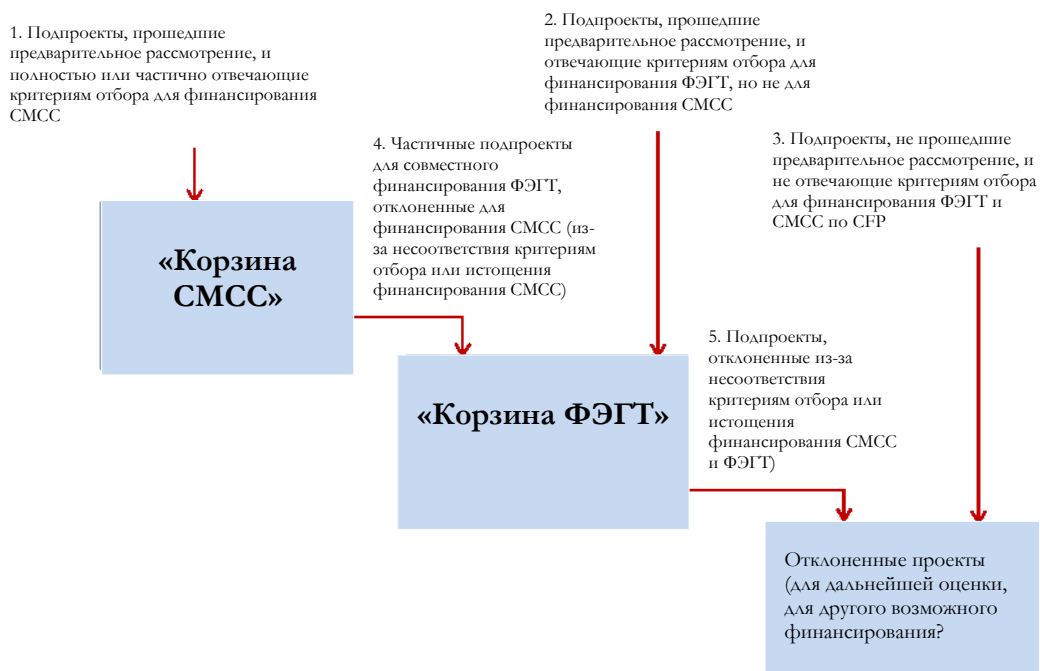 1. Подпроекты, прошедшие
предварительное рассмотрение, и
полностью или частично отвечающие
критериям отбора для финансирования
СМСС
2. Подпроекты, прошедшие
предварительное рассмотрение, и
отвечающие критериям отбора для
финансирования ФЭГТ, но не для
финансирования СМСС
3. Подпроекты, не прошедшие
предварительное рассмотрение, и
не отвечающие критериям отбора
для финансирования ФЭГТ и
СМСС по CFP
4. Частичные подпроекты
для совместного
финансирования ФЭГТ,
отклоненные для
финансирования СМСС (из-
за несоответствия критериям
отбора или истощения
финансирования СМСС)
«Корзина
СМСС»
5. Подпроекты,
отклоненные из-за
несоответствия
критериям отбора или
истощения
финансирования СМСС
и ФЭГТ)
«Корзина ФЭГТ»
Отклоненные проекты
(для дальнейшей оценки,
для другого возможного
финансирования?